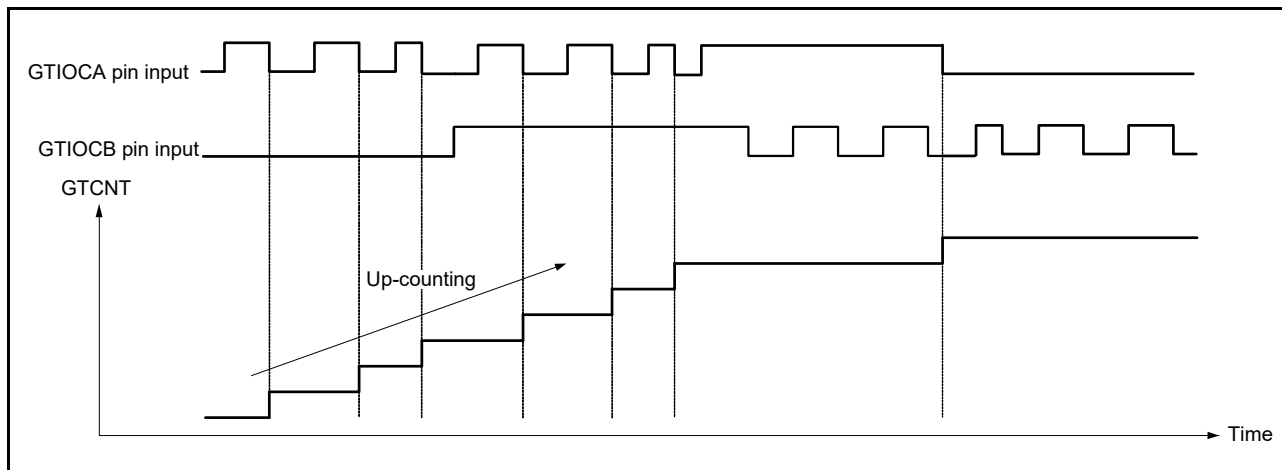 GTIOCA pin input
GTIOCB pin input
GTCNT
Up-counting
Time